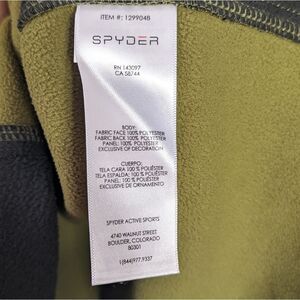 ITEM #: 1299048
SPYDER
RN 143097
CA 58744
BODY:
FABRIC FACE 100% POLYESTER
FABRIC BACK 100% POLYESTER
PANEL: 100% POLYESTER
EXCLUSIVE OF DECORATION
CUERPO:
TELA CARA 100 % POLIÉSTER
TELA ESPALDA: 100 % POLIÉSTER
PANEL: 100 % POLIÉSTER
EXCLUSIVE DE ORNAMENTO
SPYDER ACTIVE SPORTS
4740 WALNUT STREET
BOULDER, COLORADO
80301
1(844)977.9337